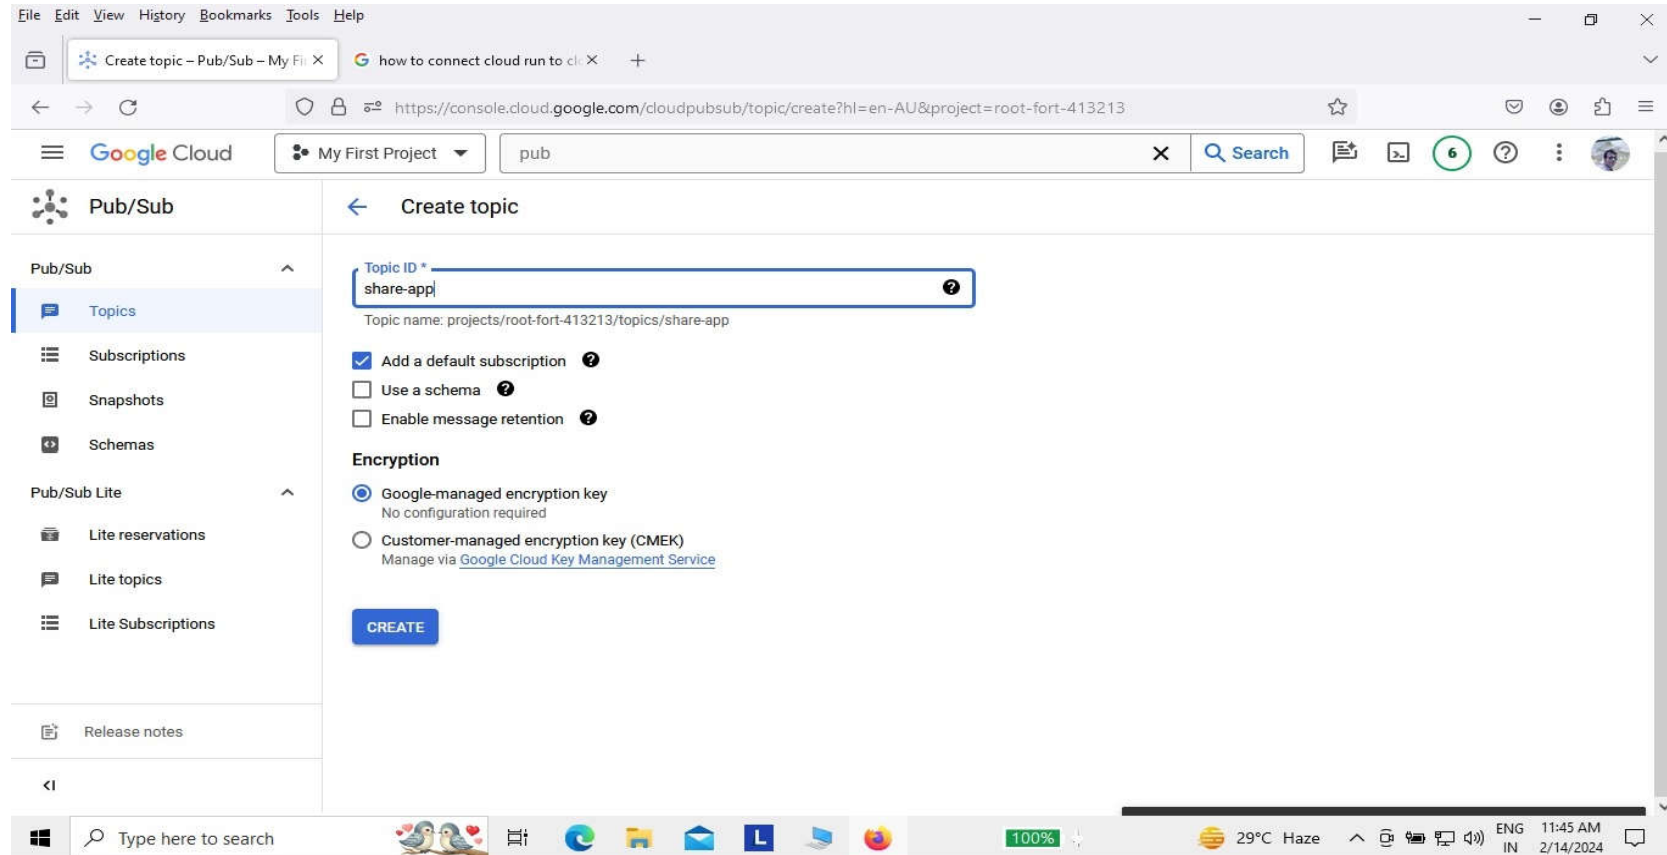 File Edit View History Bookmarks Tools Help
Create topic – Pub/Sub – My Fi
how to connect cloud run to cl
https://console.cloud.google.com/cloudpubsub/topic/create?hl=en-AU&project=root-fort-413213
Google Cloud
My First Project
pub
Search
6
Pub/Sub
Create topic
Pub/Sub
Topics
Subscriptions
Snapshots
Schemas
Pub/Sub Lite
Lite reservations
Lite topics
Lite Subscriptions
Release notes
Topic ID *
share-app
Topic name: projects/root-fort-413213/topics/share-app
Add a default subscription
Use a schema
Enable message retention
Encryption
Google-managed encryption key
No configuration required
Customer-managed encryption key (CMEK)
Manage via Google Cloud Key Management Service
CREATE
Type here to search
L
100%
29°C Haze
ENG
IN
11:45 AM
2/14/2024